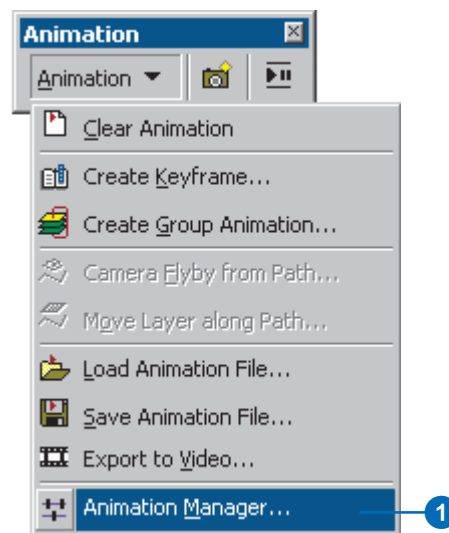 Animation
Animation
Clear Animation
Create Keyframe...
Create Group Animation...
Camera Flyby from Path...
Move Layer along Path...
Load Animation File...
Save Animation File...
Export to Video...
Animation Manager...
1